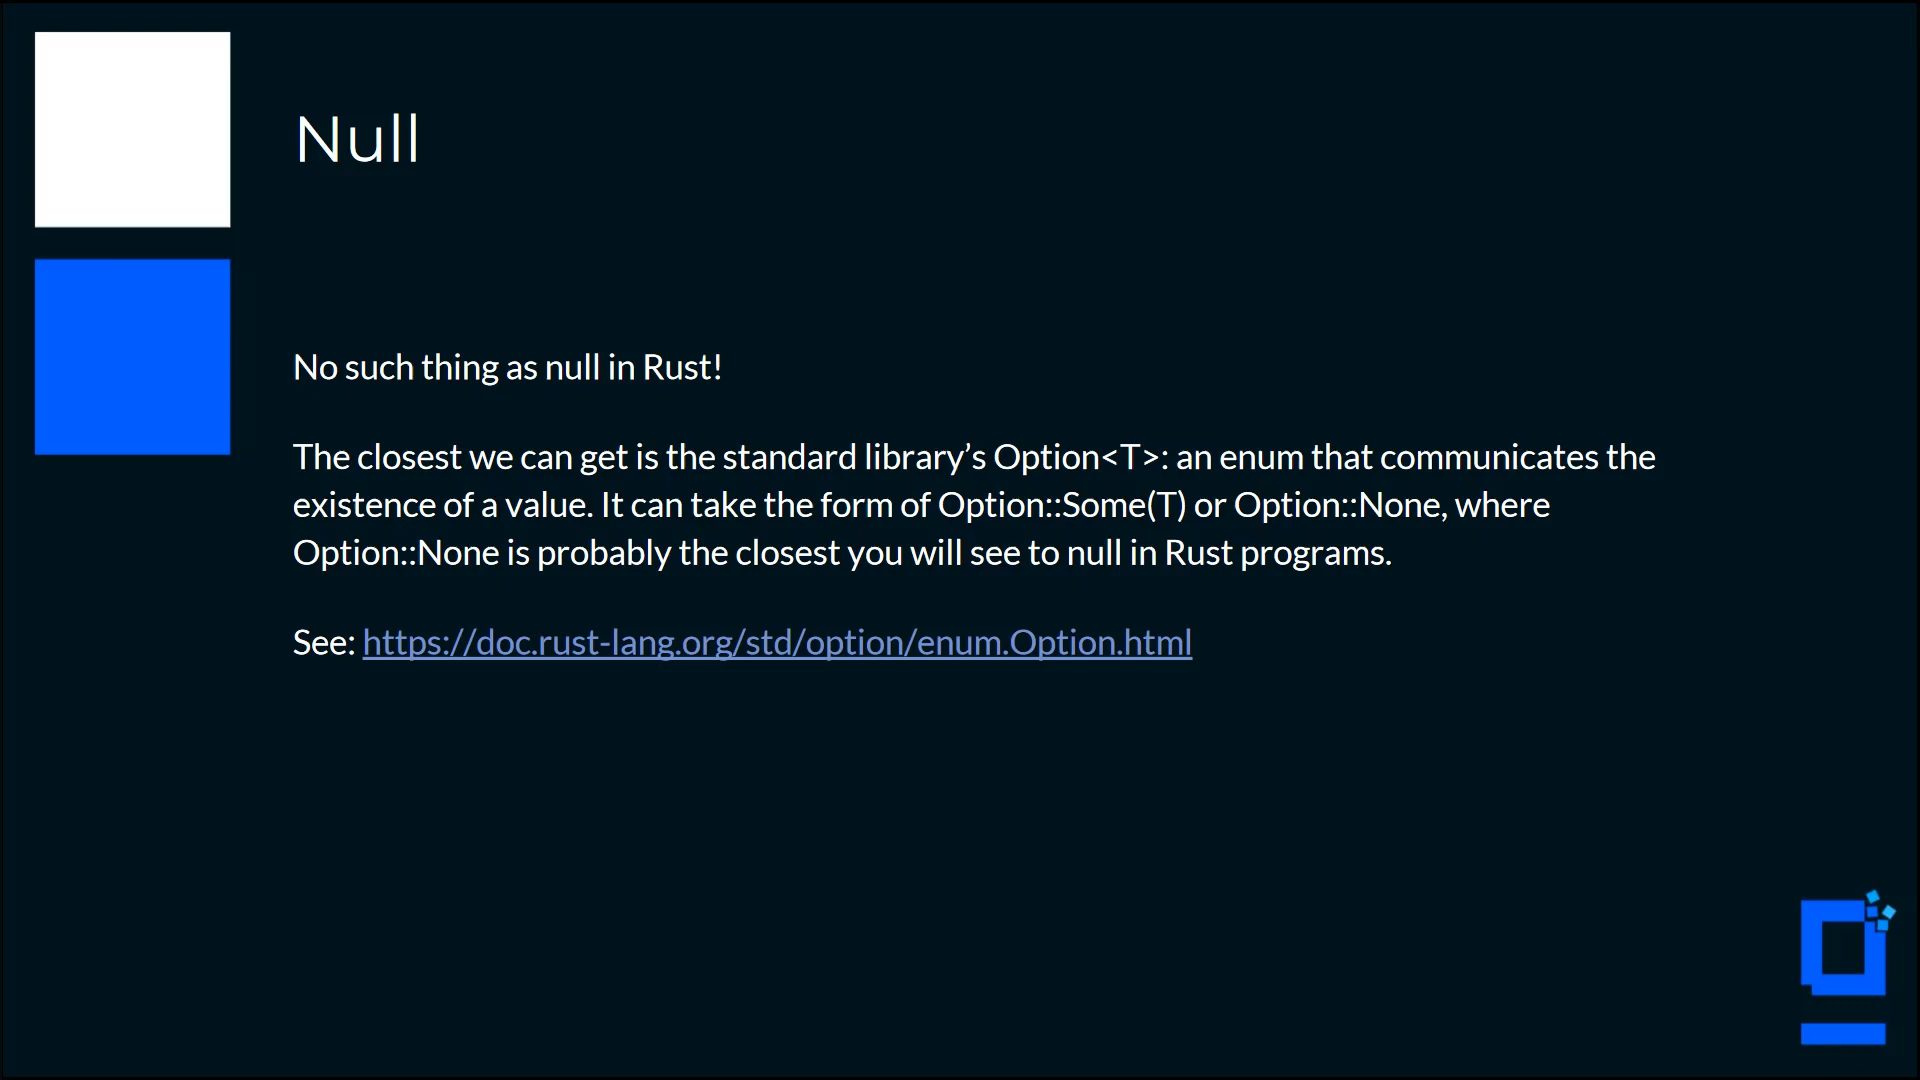 Null
No such thing as null in Rust!
The closest we can get is the standard library’s Option<T>: an enum that communicates the
existence of a value. It can take the form of Option::Some(T) or Option::None, where
Option::None is probably the closest you will see to null in Rust programs.
See: https://doc.rust-lang.org/std/option/enum.Option.html